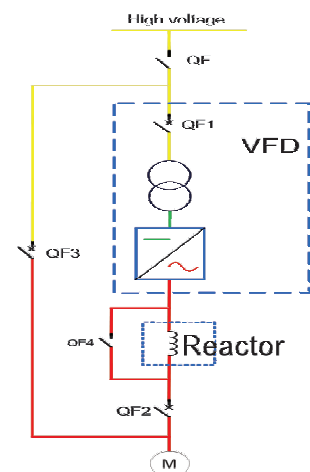 High voltage
QF
QF1
VFD
QF3
QF4
Reactor
QF2
M